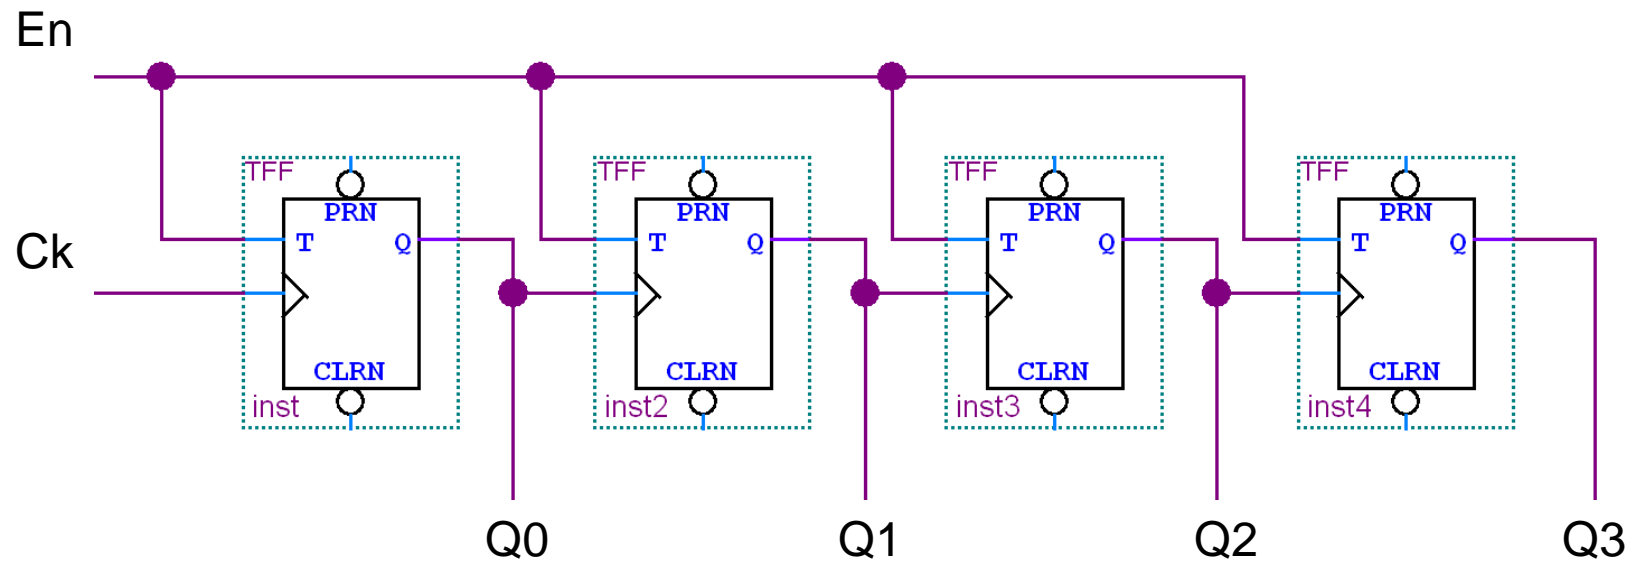 En
TFF
TFF
TFF
TFF
PRN
PRN
PRN
PRN
Ck
T Q
T Q
T Q
T Q
CLRN
CLRN
CLRN
CLRN
inst
inst2
inst3
inst4
Q0
Q1
Q2
Q3